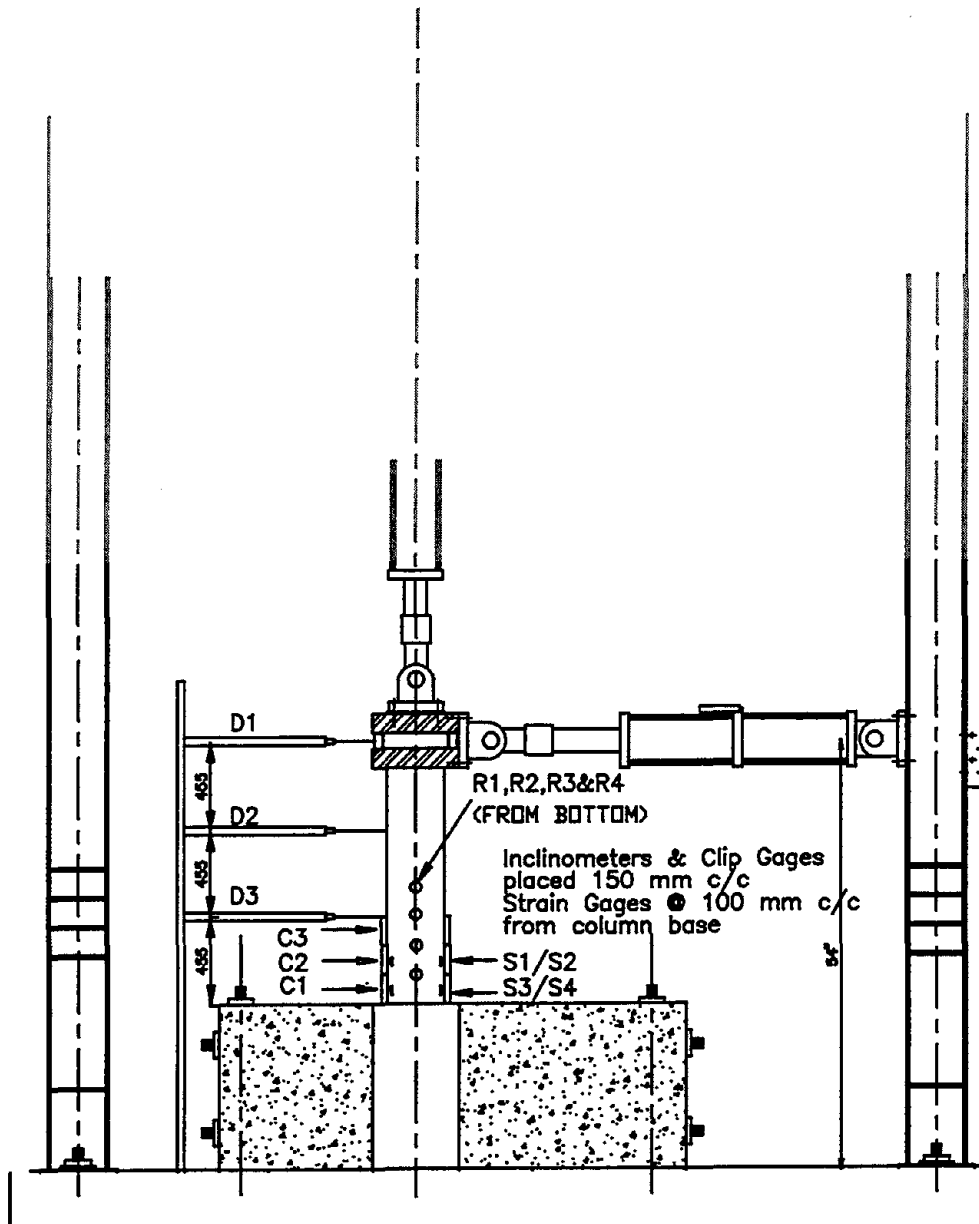 D1
455
D2
455
D3
455
R1,R2,R3&R4
(FROM BOTTOM)
Inclinometers & Clip Gages
placed 150 mm c/c
Strain Gages @ 100 mm c/c
from column base
C3
C2
C1
S1/S2
S3/S4
54"